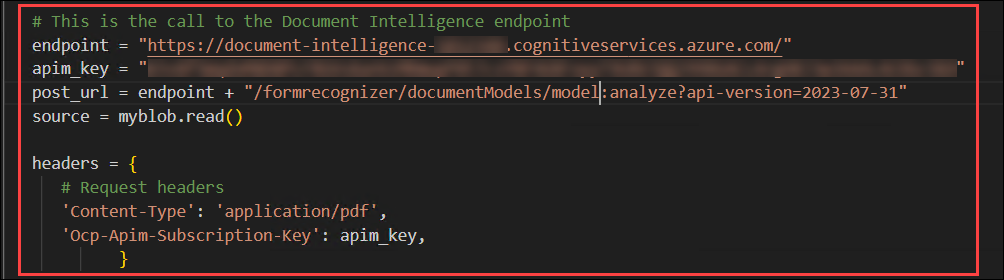 # This is the call to the Document Intelligence endpoint
endpoint = "https://document-intelligence-.cognitiveservices.azure.com/"
apim_key = ""
post_url = endpoint + "/formrecognizer/documentModels/model:analyze?api-version=2023-07-31"
source = myblob.read()
headers = {
# Request headers
'Content-Type': 'application/pdf',
'Ocp-Apim-Subscription-Key': apim_key,
}